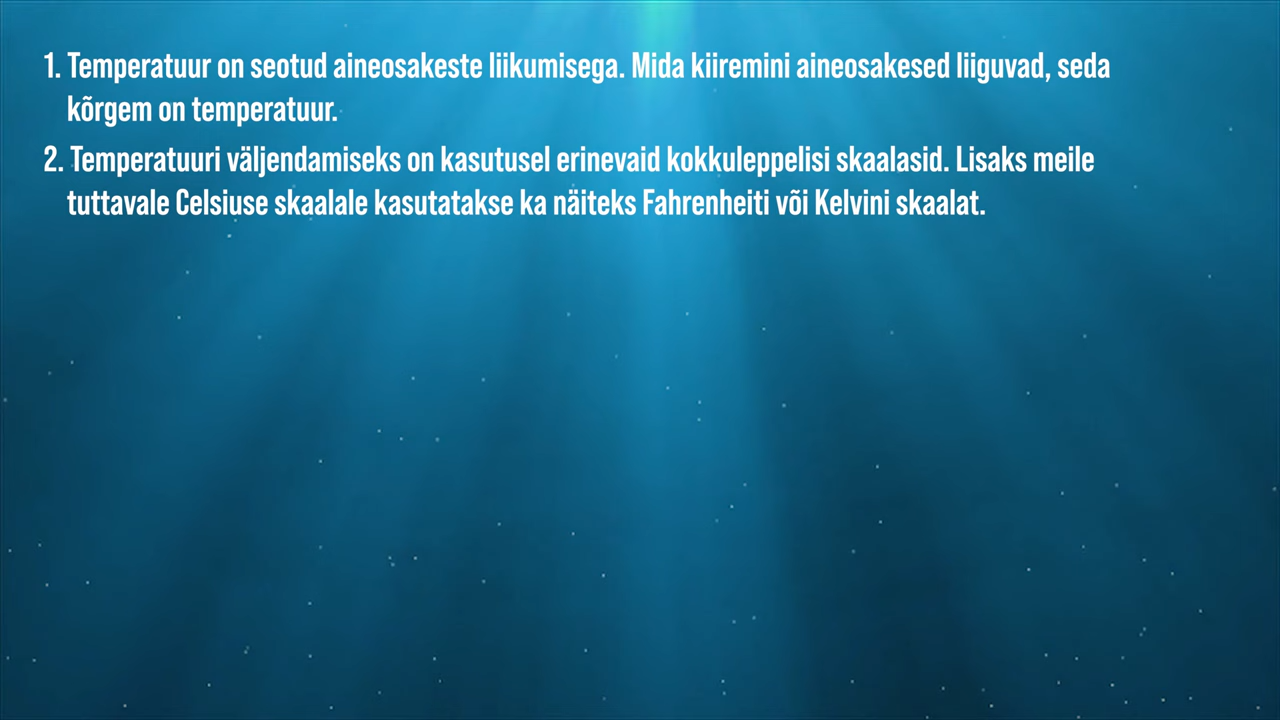 1. Temperatuur on seotud aineosakeste liikumisega. Mida kiiremini aineosakesed liiguvad, seda
kõrgem on temperatuur.
2. Temperatuuri väljendamiseks on kasutusel erinevaid kokkuleppelisi skaalasid. Lisaks meile
tuttavale Celsiuse skaalale kasutatakse ka näiteks Fahrenheiti või Kelvini skaalat.